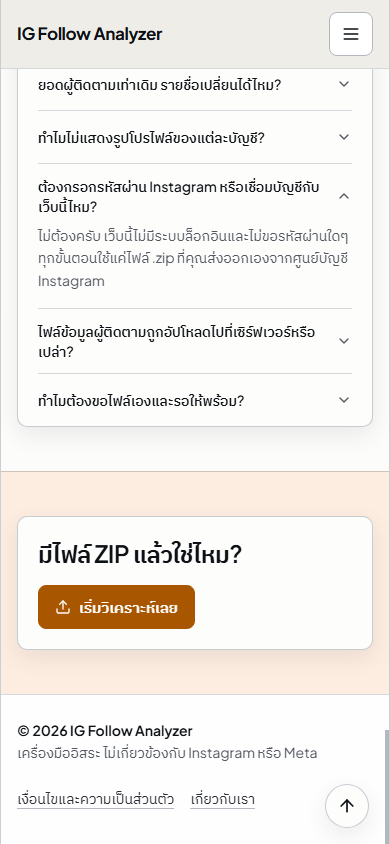 IG Follow Analyzer
ยอดผู้ติดตามเท่าเดิม รายชื่อเปลี่ยนได้ไหม?
ทำไมไม่แสดงรูปโปรไฟล์ของแต่ละบัญชี?
ต้องกรอกรหัสผ่าน Instagram หรือเชื่อมบัญชีกับ
เว็บนี้ไหม?
ไม่ต้องครับ เว็บนี้ไม่มีระบบล็อกอินและไม่ขอรหัสผ่านใดๆ
ทุกขั้นตอนใช้แค่ไฟล์ .zip ที่คุณส่งออกเองจากศูนย์บัญชี
Instagram
ไฟล์ข้อมูลผู้ติดตามถูกอัปโหลดไปที่เซิร์ฟเวอร์หรือ
เปล่า?
ทำไมต้องขอไฟล์เองและรอให้พร้อม?
มีไฟล์ ZIP แล้วใช่ไหม?
เริ่มวิเคราะห์เลย
© 2026 IG Follow Analyzer
เครื่องมืออิสระ ไม่เกี่ยวข้องกับ Instagram หรือ Meta
เงื่อนไขและความเป็นส่วนตัว เกี่ยวกับเรา